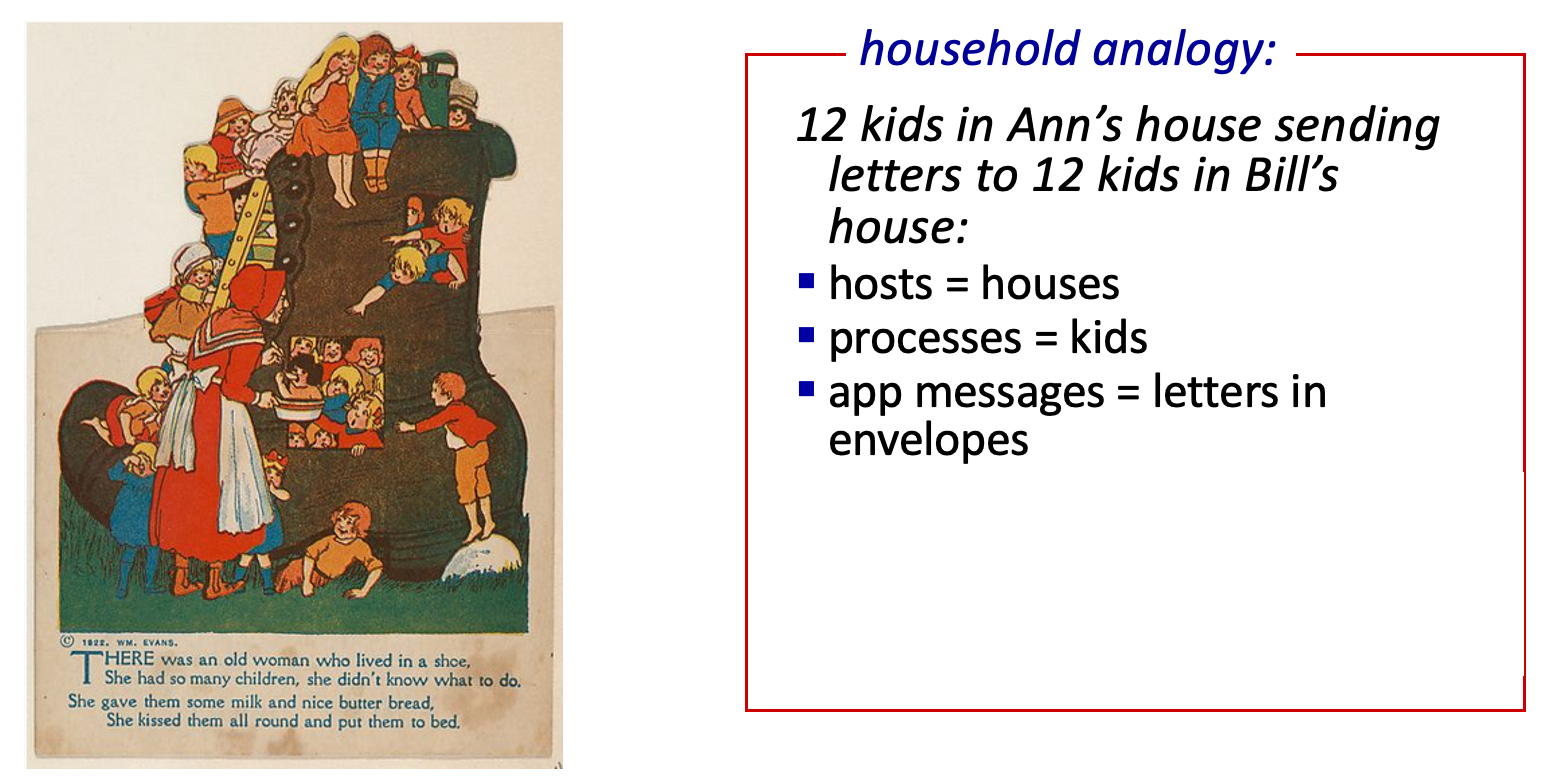 © 1922. WM. EVANS.
THERE was an old woman who lived in a shoe,
She had so many children, she didn't know what to do.
She gave them some milk and nice butter bread,
She kissed them all round and put them to bed.
household analogy:
12 kids in Ann’s house sending
letters to 12 kids in Bill’s
house:
▪ hosts = houses
▪ processes = kids
▪ app messages = letters in
envelopes